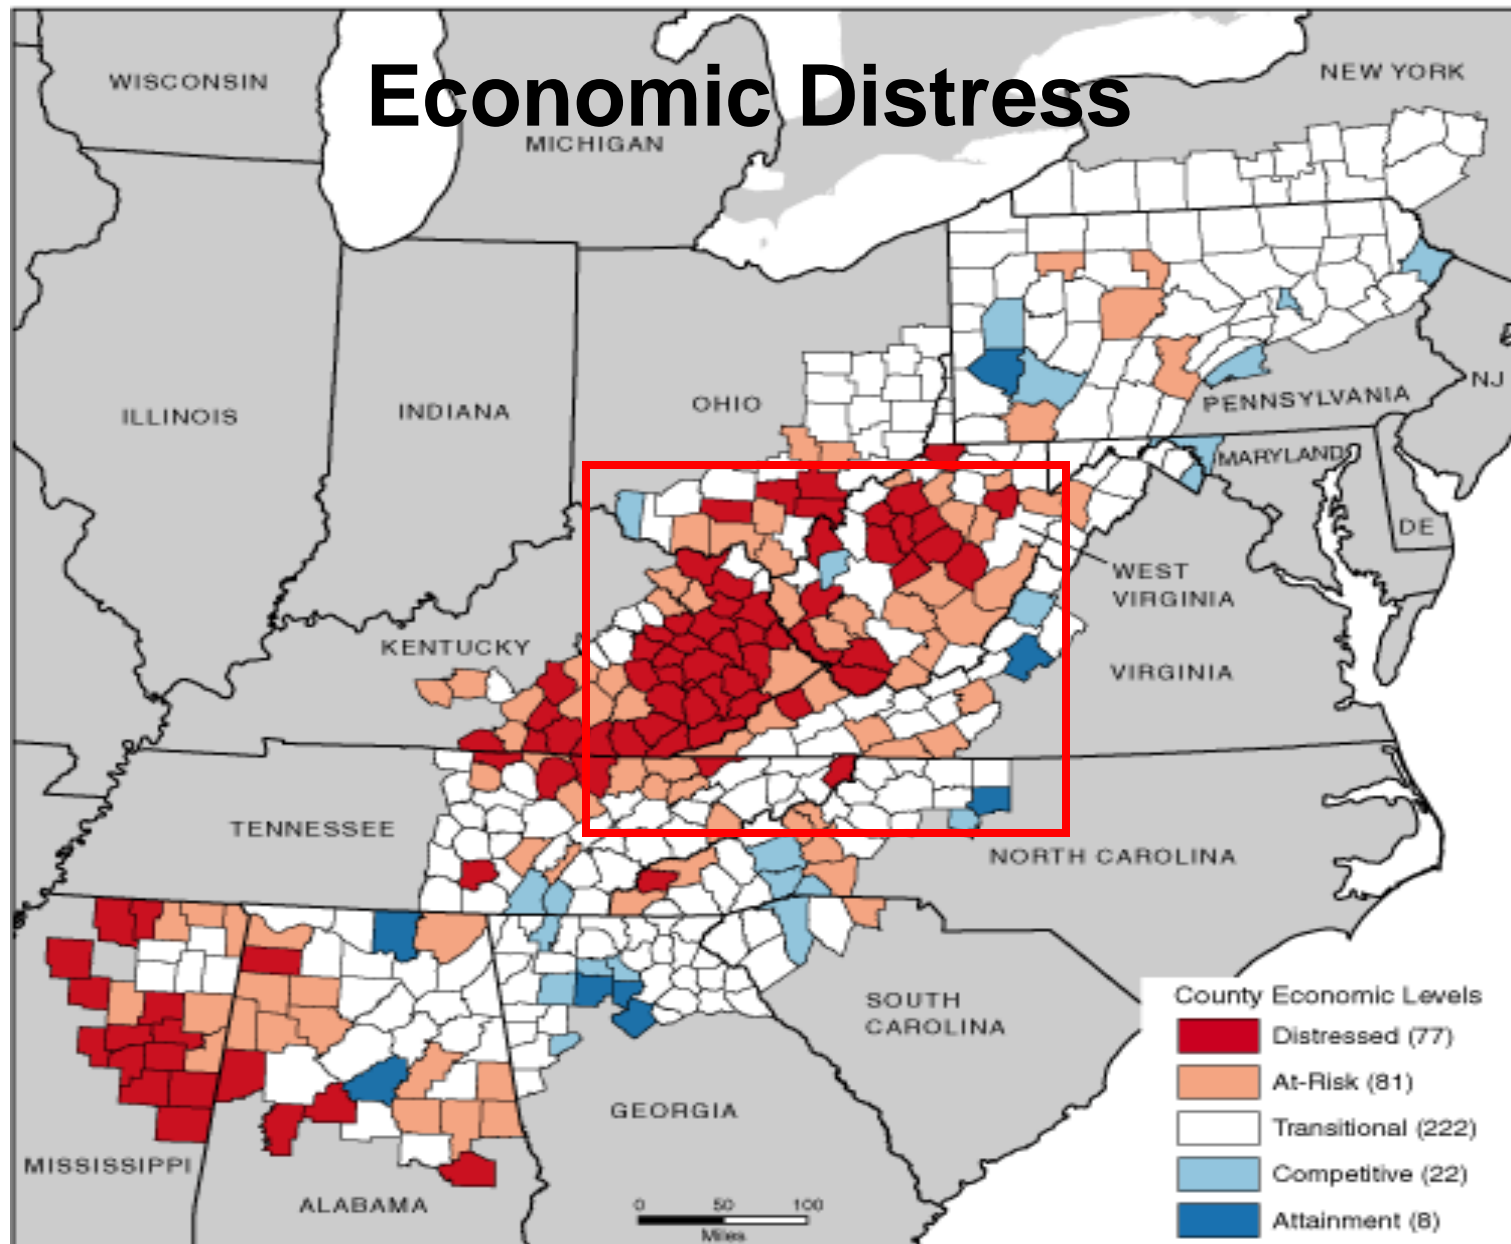 Economic Distress
WISCONSIN
NEW YORK
MICHIGAN
ILLINOIS
INDIANA
OHIO
NJ
PENNSYLVANIA
MARYLAND
DE
WEST
VIRGINIA
KENTUCKY
VIRGINIA
TENNESSEE
NORTH CAROLINA
SOUTH
CAROLINA
GEORGIA
MISSISSIPPI
ALABAMA
0 50 100
Miles
County Economic Levels
Distressed (77)
At-Risk (81)
Transitional (222)
Competitive (22)
Attainment (8)